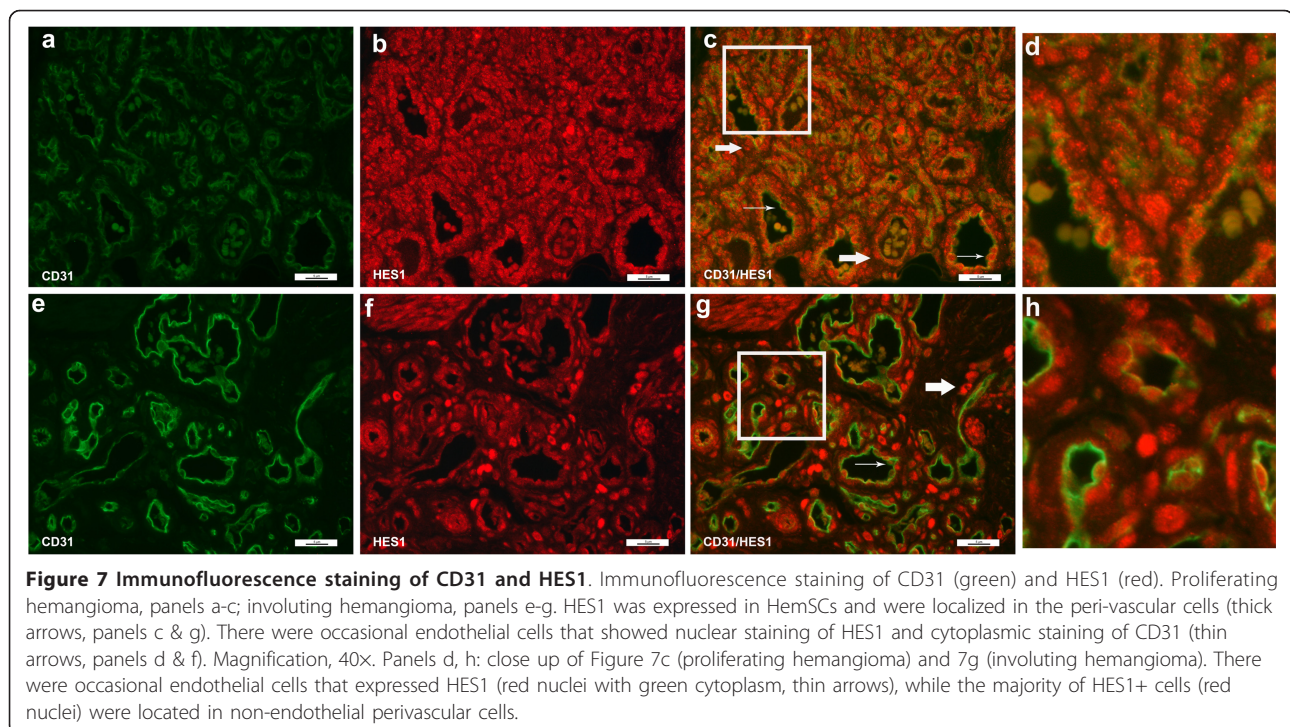 a
b
c
d
CD31
HES1
CD31/HES1
e
f
g
h
CD31
HES1
CD31/HES1
Figure 7 Immunofluorescence staining of CD31 and HES1. Immunofluorescence staining of CD31 (green) and HES1 (red). Proliferating
hemangioma, panels a-c; involuting hemangioma, panels e-g. HES1 was expressed in HemSCs and were localized in the peri-vascular cells (thick
arrows, panels c & g). There were occasional endothelial cells that showed nuclear staining of HES1 and cytoplasmic staining of CD31 (thin
arrows, panels d & f). Magnification, 40×. Panels d, h: close up of Figure 7c (proliferating hemangioma) and 7g (involuting hemangioma). There
were occasional endothelial cells that expressed HES1 (red nuclei with green cytoplasm, thin arrows), while the majority of HES1+ cells (red
nuclei) were located in non-endothelial perivascular cells.